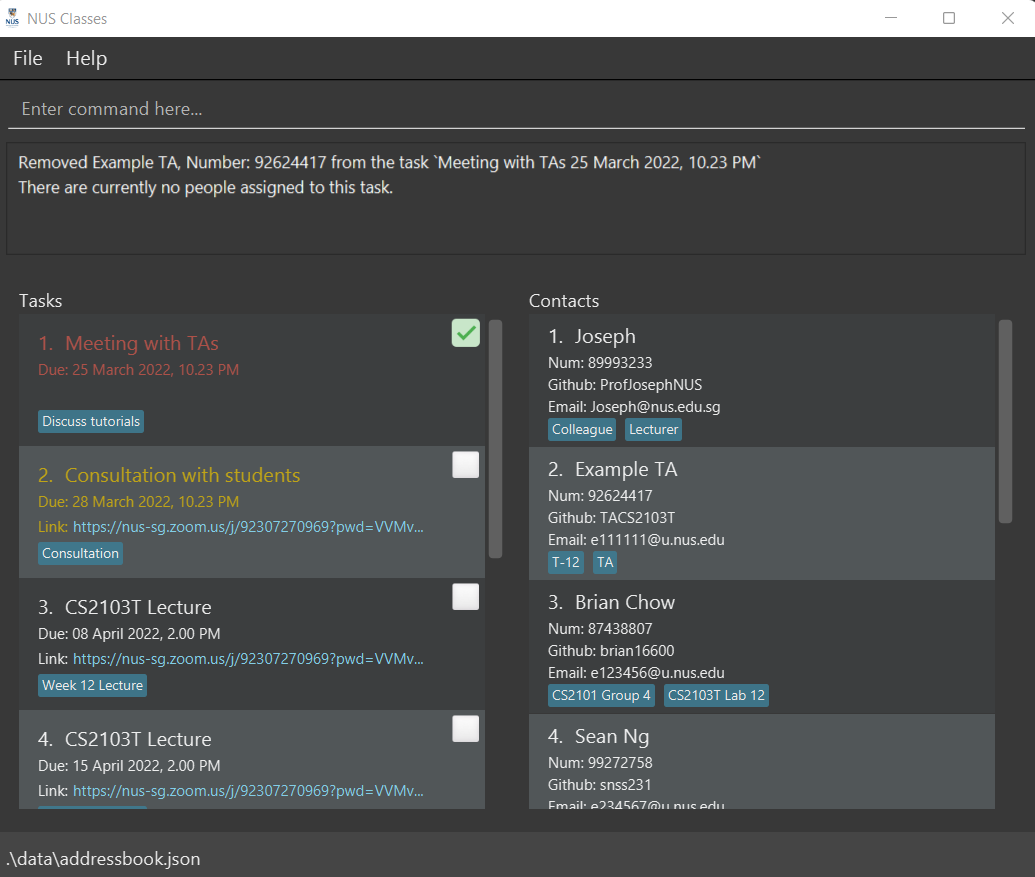 NUS
NUS Classes
File Help
Enter command here...
Removed Example TA, Number: 92624417 from the task `Meeting with TAs 25 March 2022, 10.23 PM`
There are currently no people assigned to this task.
Tasks
1. Meeting with TAs
Due: 25 March 2022, 10.23 PM
Discuss tutorials
2. Consultation with students
Due: 28 March 2022, 10.23 PM
Link: https://nus-sg.zoom.us/j/92307270969?pwd=VVMv...
Consultation
3. CS2103T Lecture
Due: 08 April 2022, 2.00 PM
Link: https://nus-sg.zoom.us/j/92307270969?pwd=VVMv...
Week 12 Lecture
4. CS2103T Lecture
Due: 15 April 2022, 2.00 PM
Link: https://nus-sg.zoom.us/j/92307270969?pwd=VVMv...
Contacts
1. Joseph
Num: 89993233
Github: ProfJosephNUS
Email: Joseph@nus.edu.sg
Colleague Lecturer
2. Example TA
Num: 92624417
Github: TACS2103T
Email: e111111@u.nus.edu
T-12 TA
3. Brian Chow
Num: 87438807
Github: brian16600
Email: e123456@u.nus.edu
CS2101 Group 4 CS2103T Lab 12
4. Sean Ng
Num: 99272758
Github: snss231
Email: e234567@u.nus.edu
.\data\addressbook.json